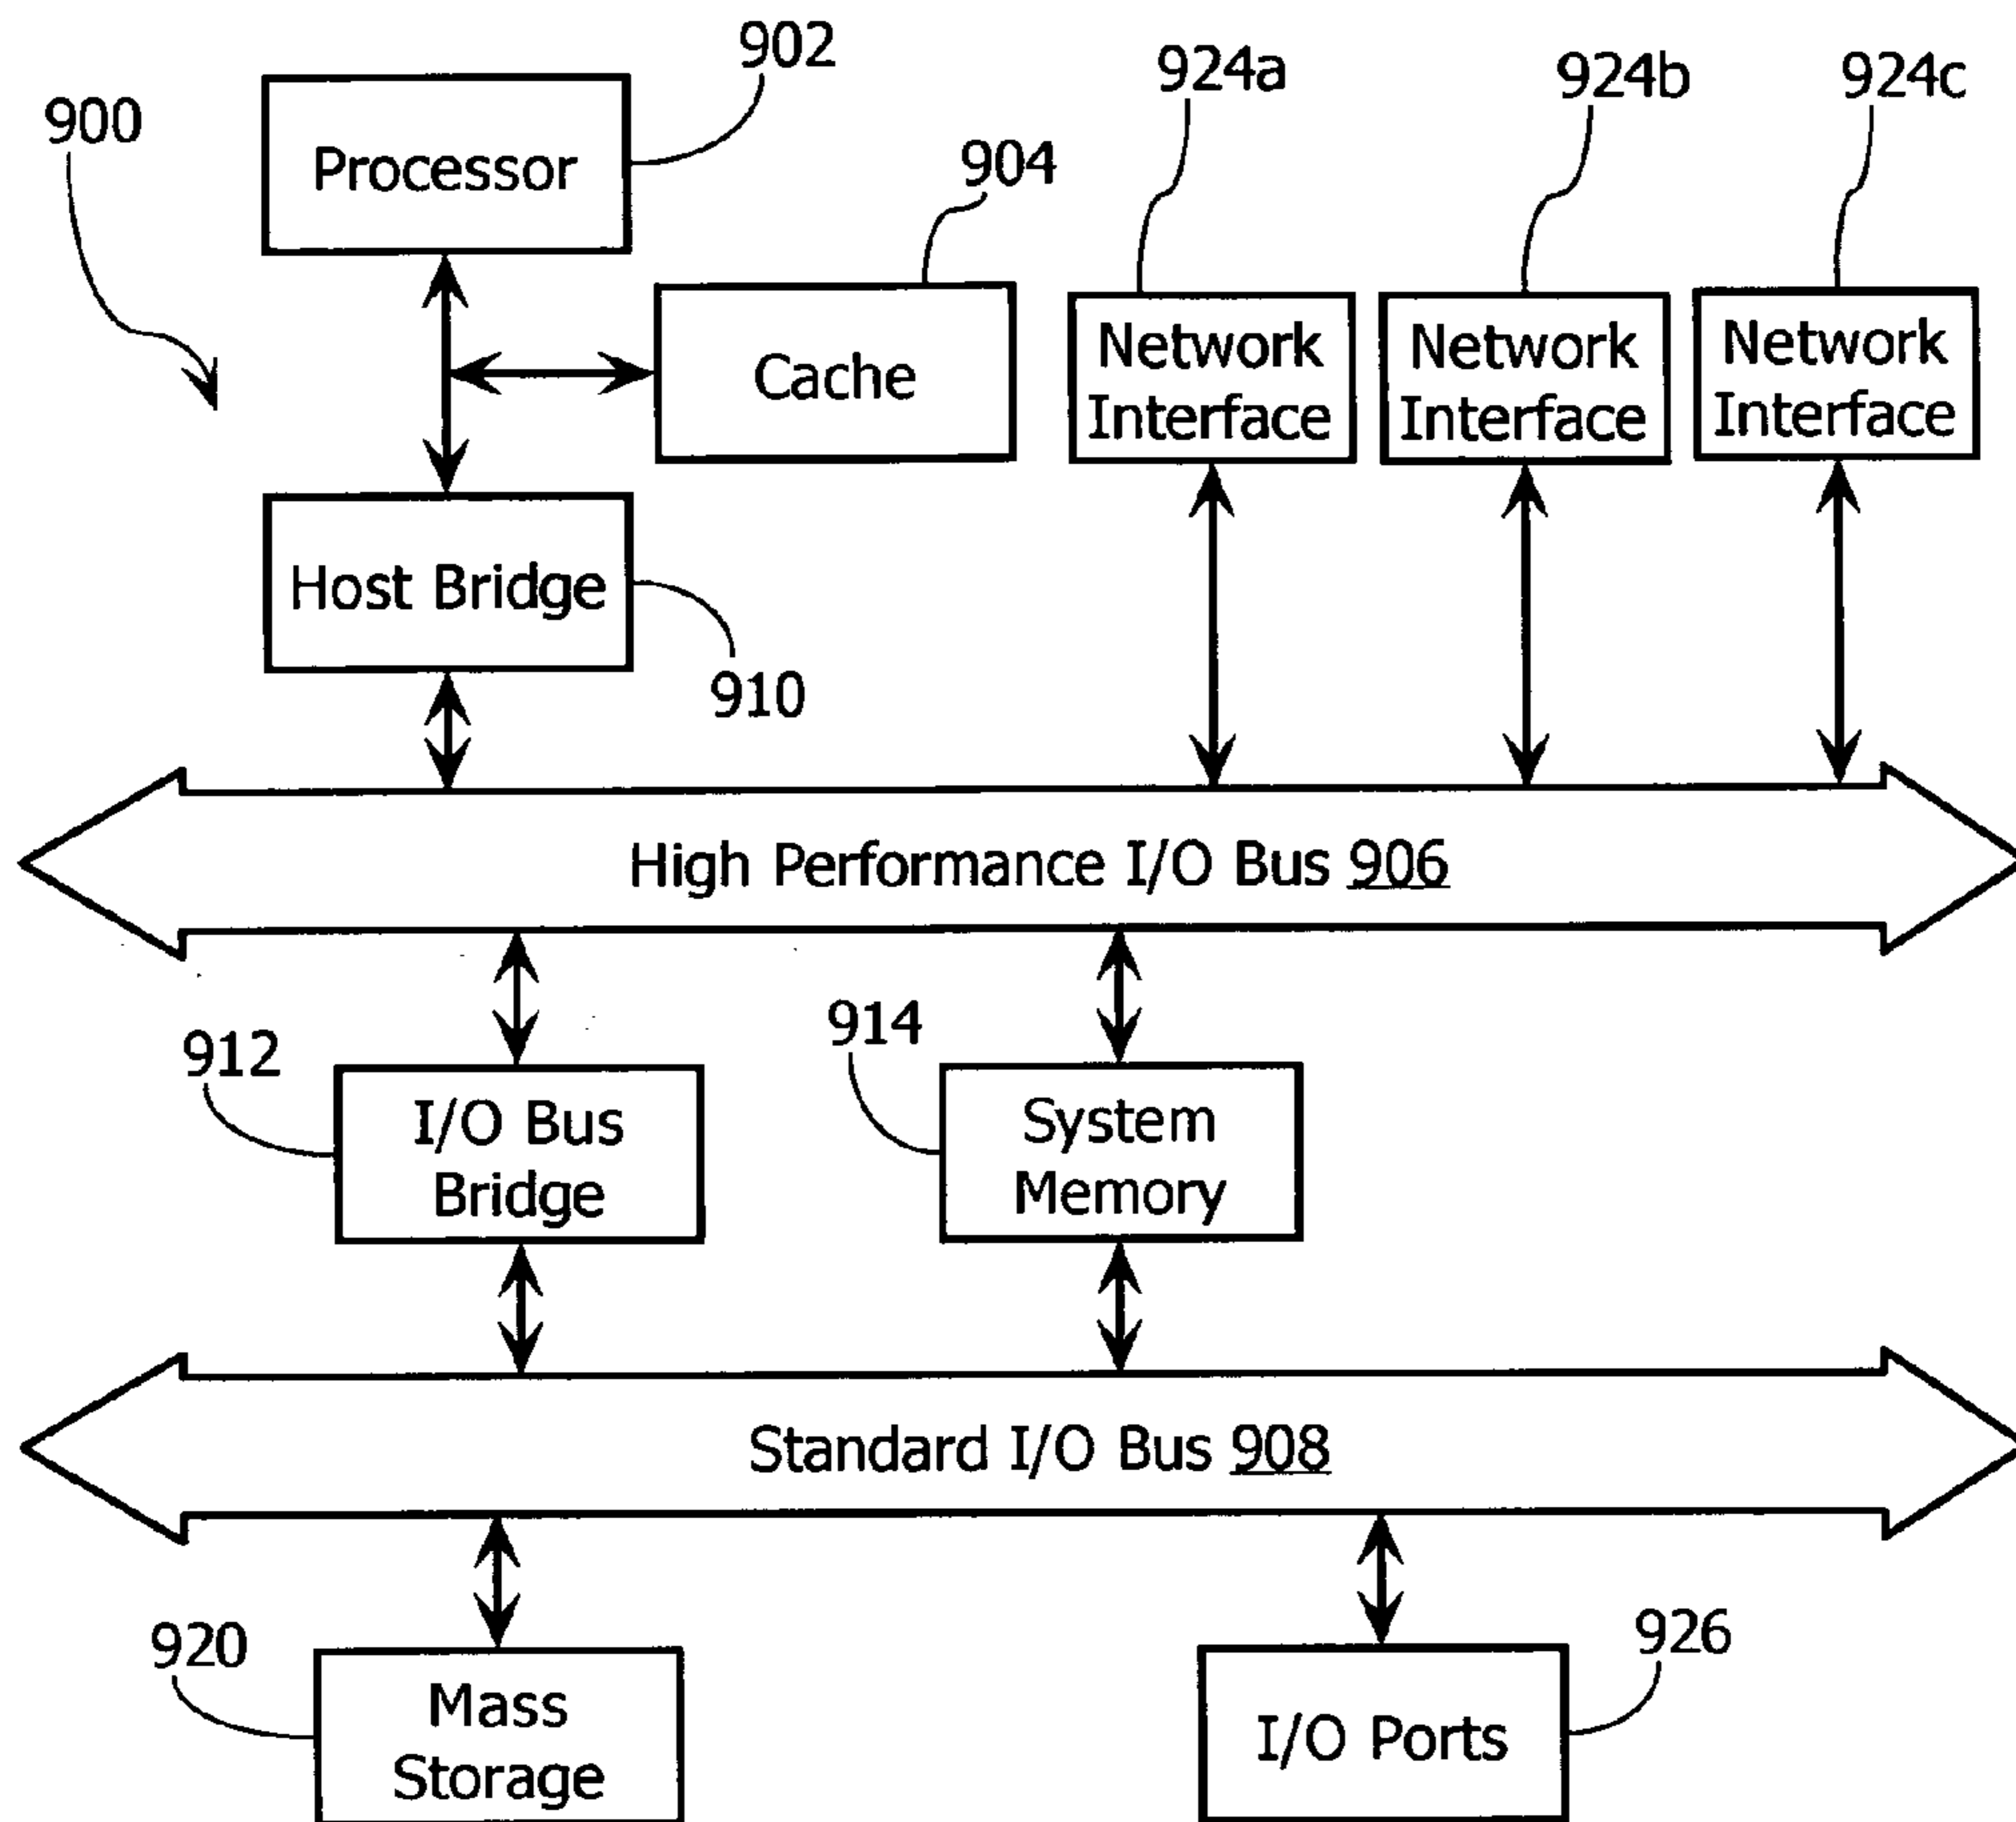 902
924a
924b
924c
900
Processor
904
Cache
Network
Interface
Network
Interface
Network
Interface
Host Bridge
910
High Performance I/O Bus 906
912
914
I/O Bus
Bridge
System
Memory
Standard I/O Bus 908
920
926
Mass
Storage
I/O Ports